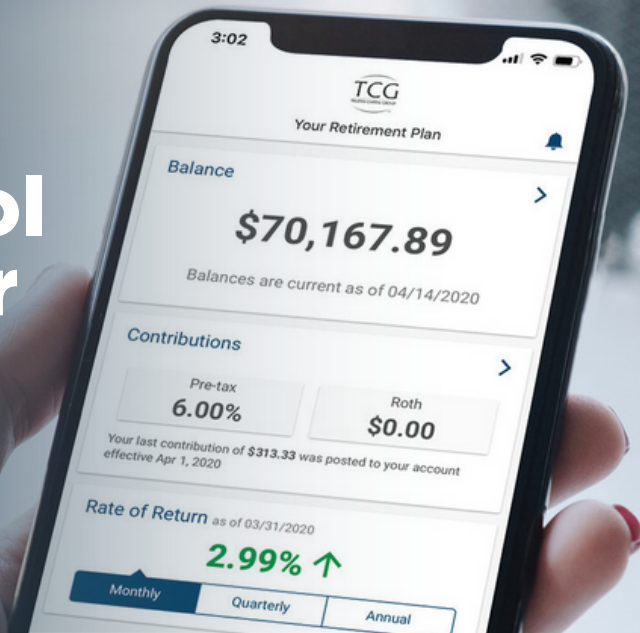 ol
r
3:02
TCG
Your Retirement Plan
Balance
$70,167.89
Balances are current as of 04/14/2020
Contributions
Pre-tax
6.00%
Roth
$0.00
Your last contribution of $313.33 was posted to your account
effective Apr 1, 2020
Rate of Return as of 03/31/2020
2.99%
Monthly
Quarterly
Annual